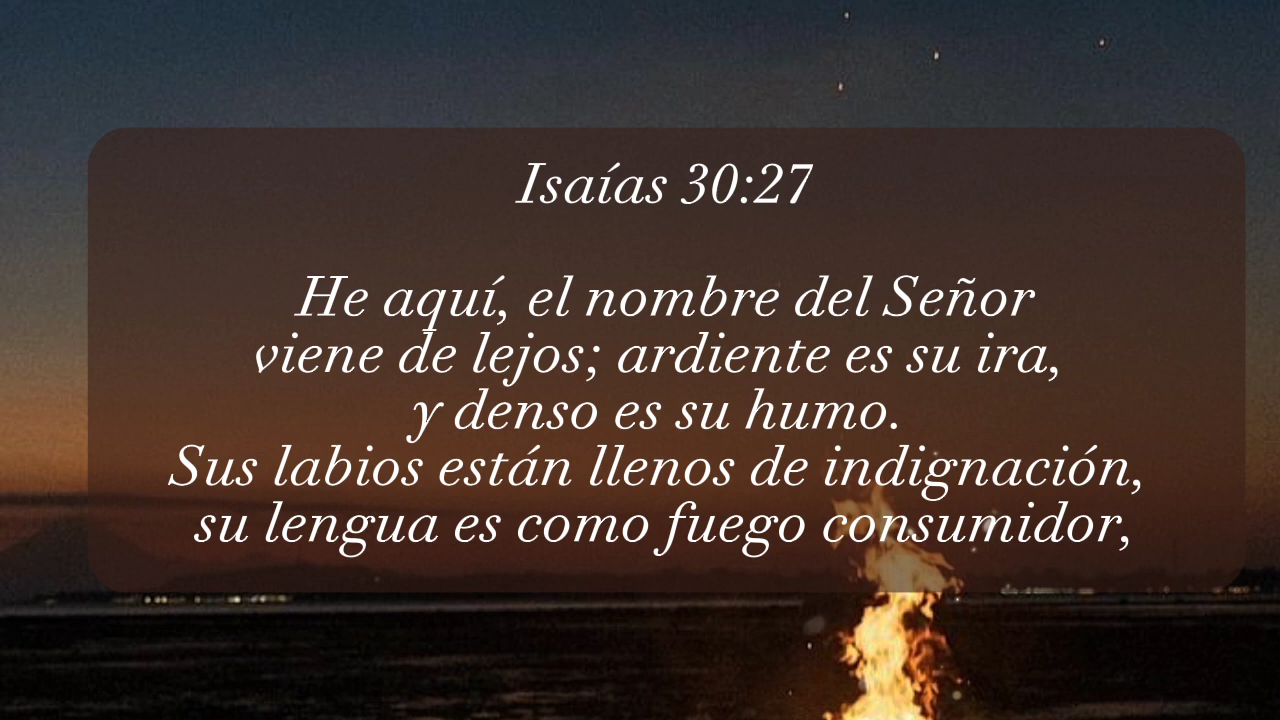 Isaías 30:27
He aquí, el nombre del Señor
viene de lejos; ardiente es su ira,
y denso es su humo.
Sus labios están llenos de indignación,
su lengua es como fuego consumidor,